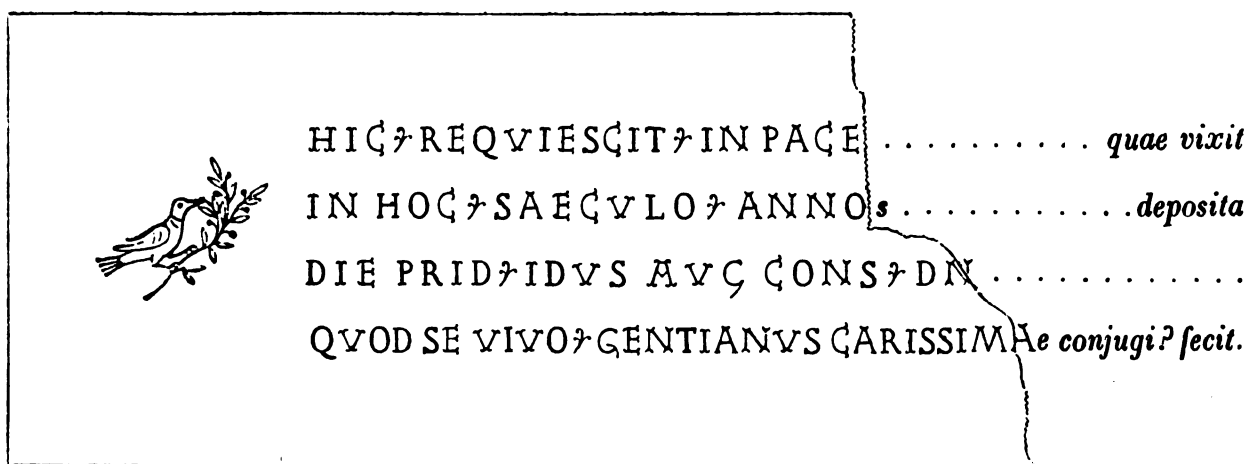 HIC REQVIESCIT IN PACE . . . . . . . . . . quae vixit
IN HOC SAECVLO ANNOs . . . . . . . . . . . . deposita
DIE PRID IDVS AVG CONS DN . . . . . . . . . . . . .
QVOD SE VIVO GENTIANVS CARISSIMAe conjugi? fecit.